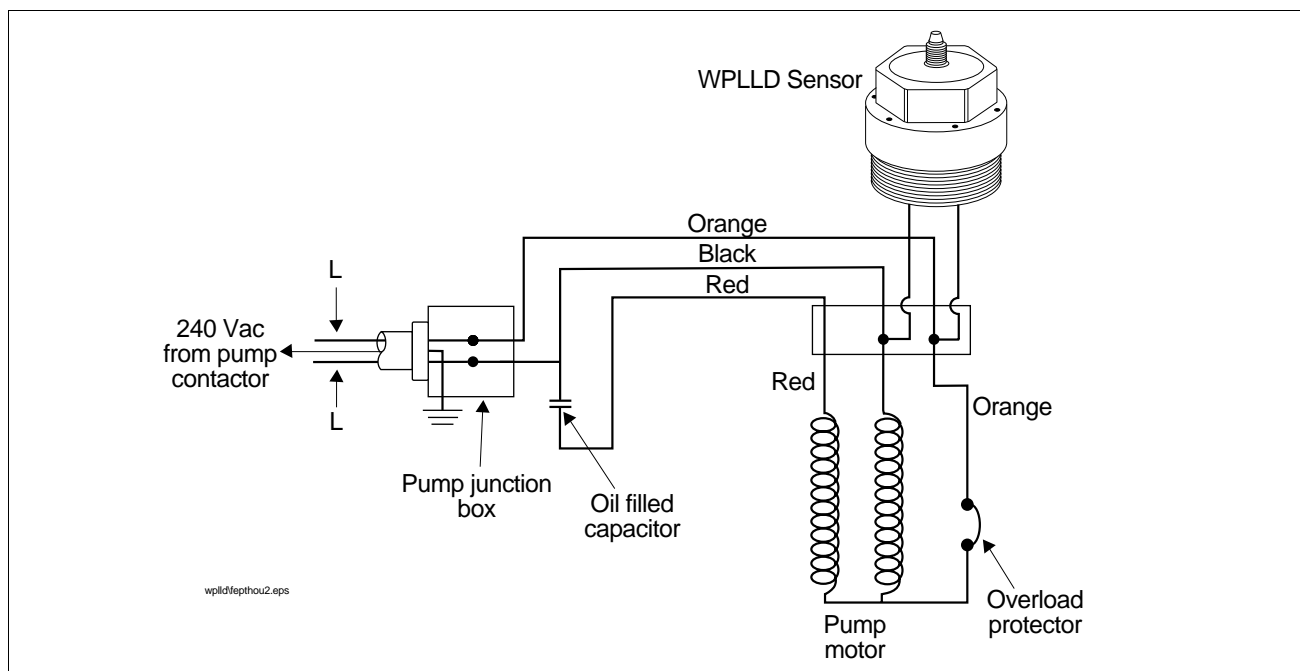 WPLLD Sensor
Orange
Black
Red
L
240 Vac
from pump
contactor
L
Red
Orange
Pump junction
box
Oil filled
capacitor
Pump
motor
Overload
protector
wplld\fepthou2.eps